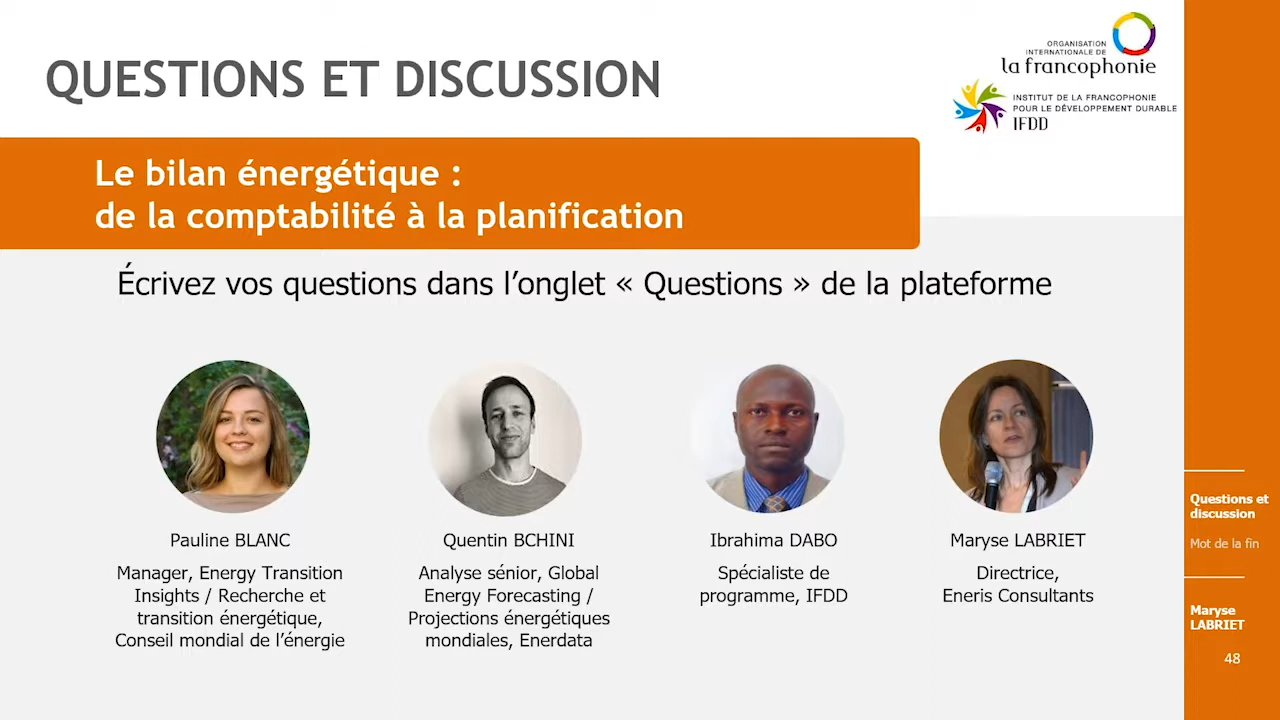 QUESTIONS ET DISCUSSION
ORGANISATION
INTERNATIONALE DE
la francophonie
INSTITUT DE LA FRANCOPHONIE
POUR LE DÉVELOPPEMENT DURABLE
IFDD
Le bilan énergétique :
de la comptabilité à la planification
Écrivez vos questions dans l’onglet « Questions » de la plateforme
Pauline BLANC
Manager, Energy Transition
Insights / Recherche et
transition énergétique,
Conseil mondial de l’énergie
Quentin BCHINI
Analyse sénior, Global
Energy Forecasting /
Projections énergétiques
mondiales, Enerdata
Ibrahima DABO
Spécialiste de
programme, IFDD
Maryse LABRIET
Directrice,
Eneris Consultants
Questions et
discussion
Mot de la fin
Maryse
LABRIET
48